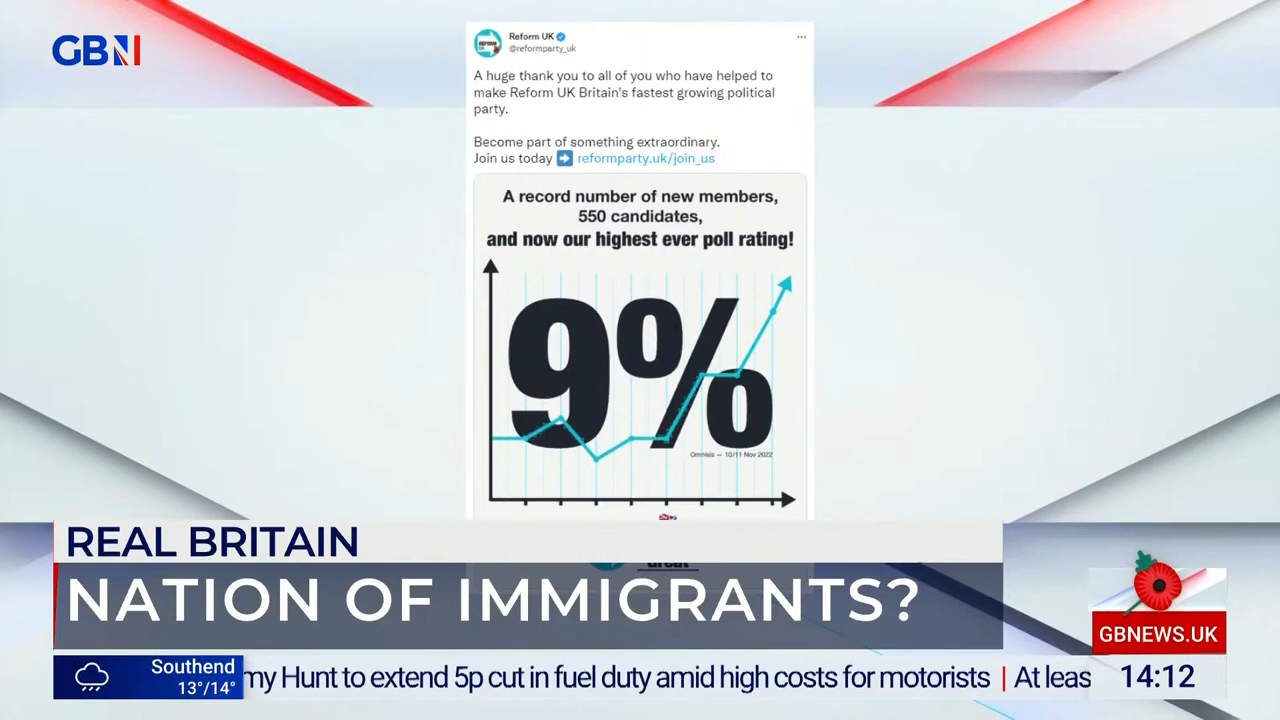 GBN
Reform UK
@reformparty_uk
A huge thank you to all of you who have helped to
make Reform UK Britain's fastest growing political
party.
Become part of something extraordinary.
Join us today ➡ reformparty.uk/join_us
A record number of new members,
550 candidates,
and now our highest ever poll rating!
9%
Omnisis – 10/11 Nov 2022
REAL BRITAIN
NATION OF IMMIGRANTS?
GBNEWS.UK
Southend
13°/14°
my Hunt to extend 5p cut in fuel duty amid high costs for motorists | At leas
14:12